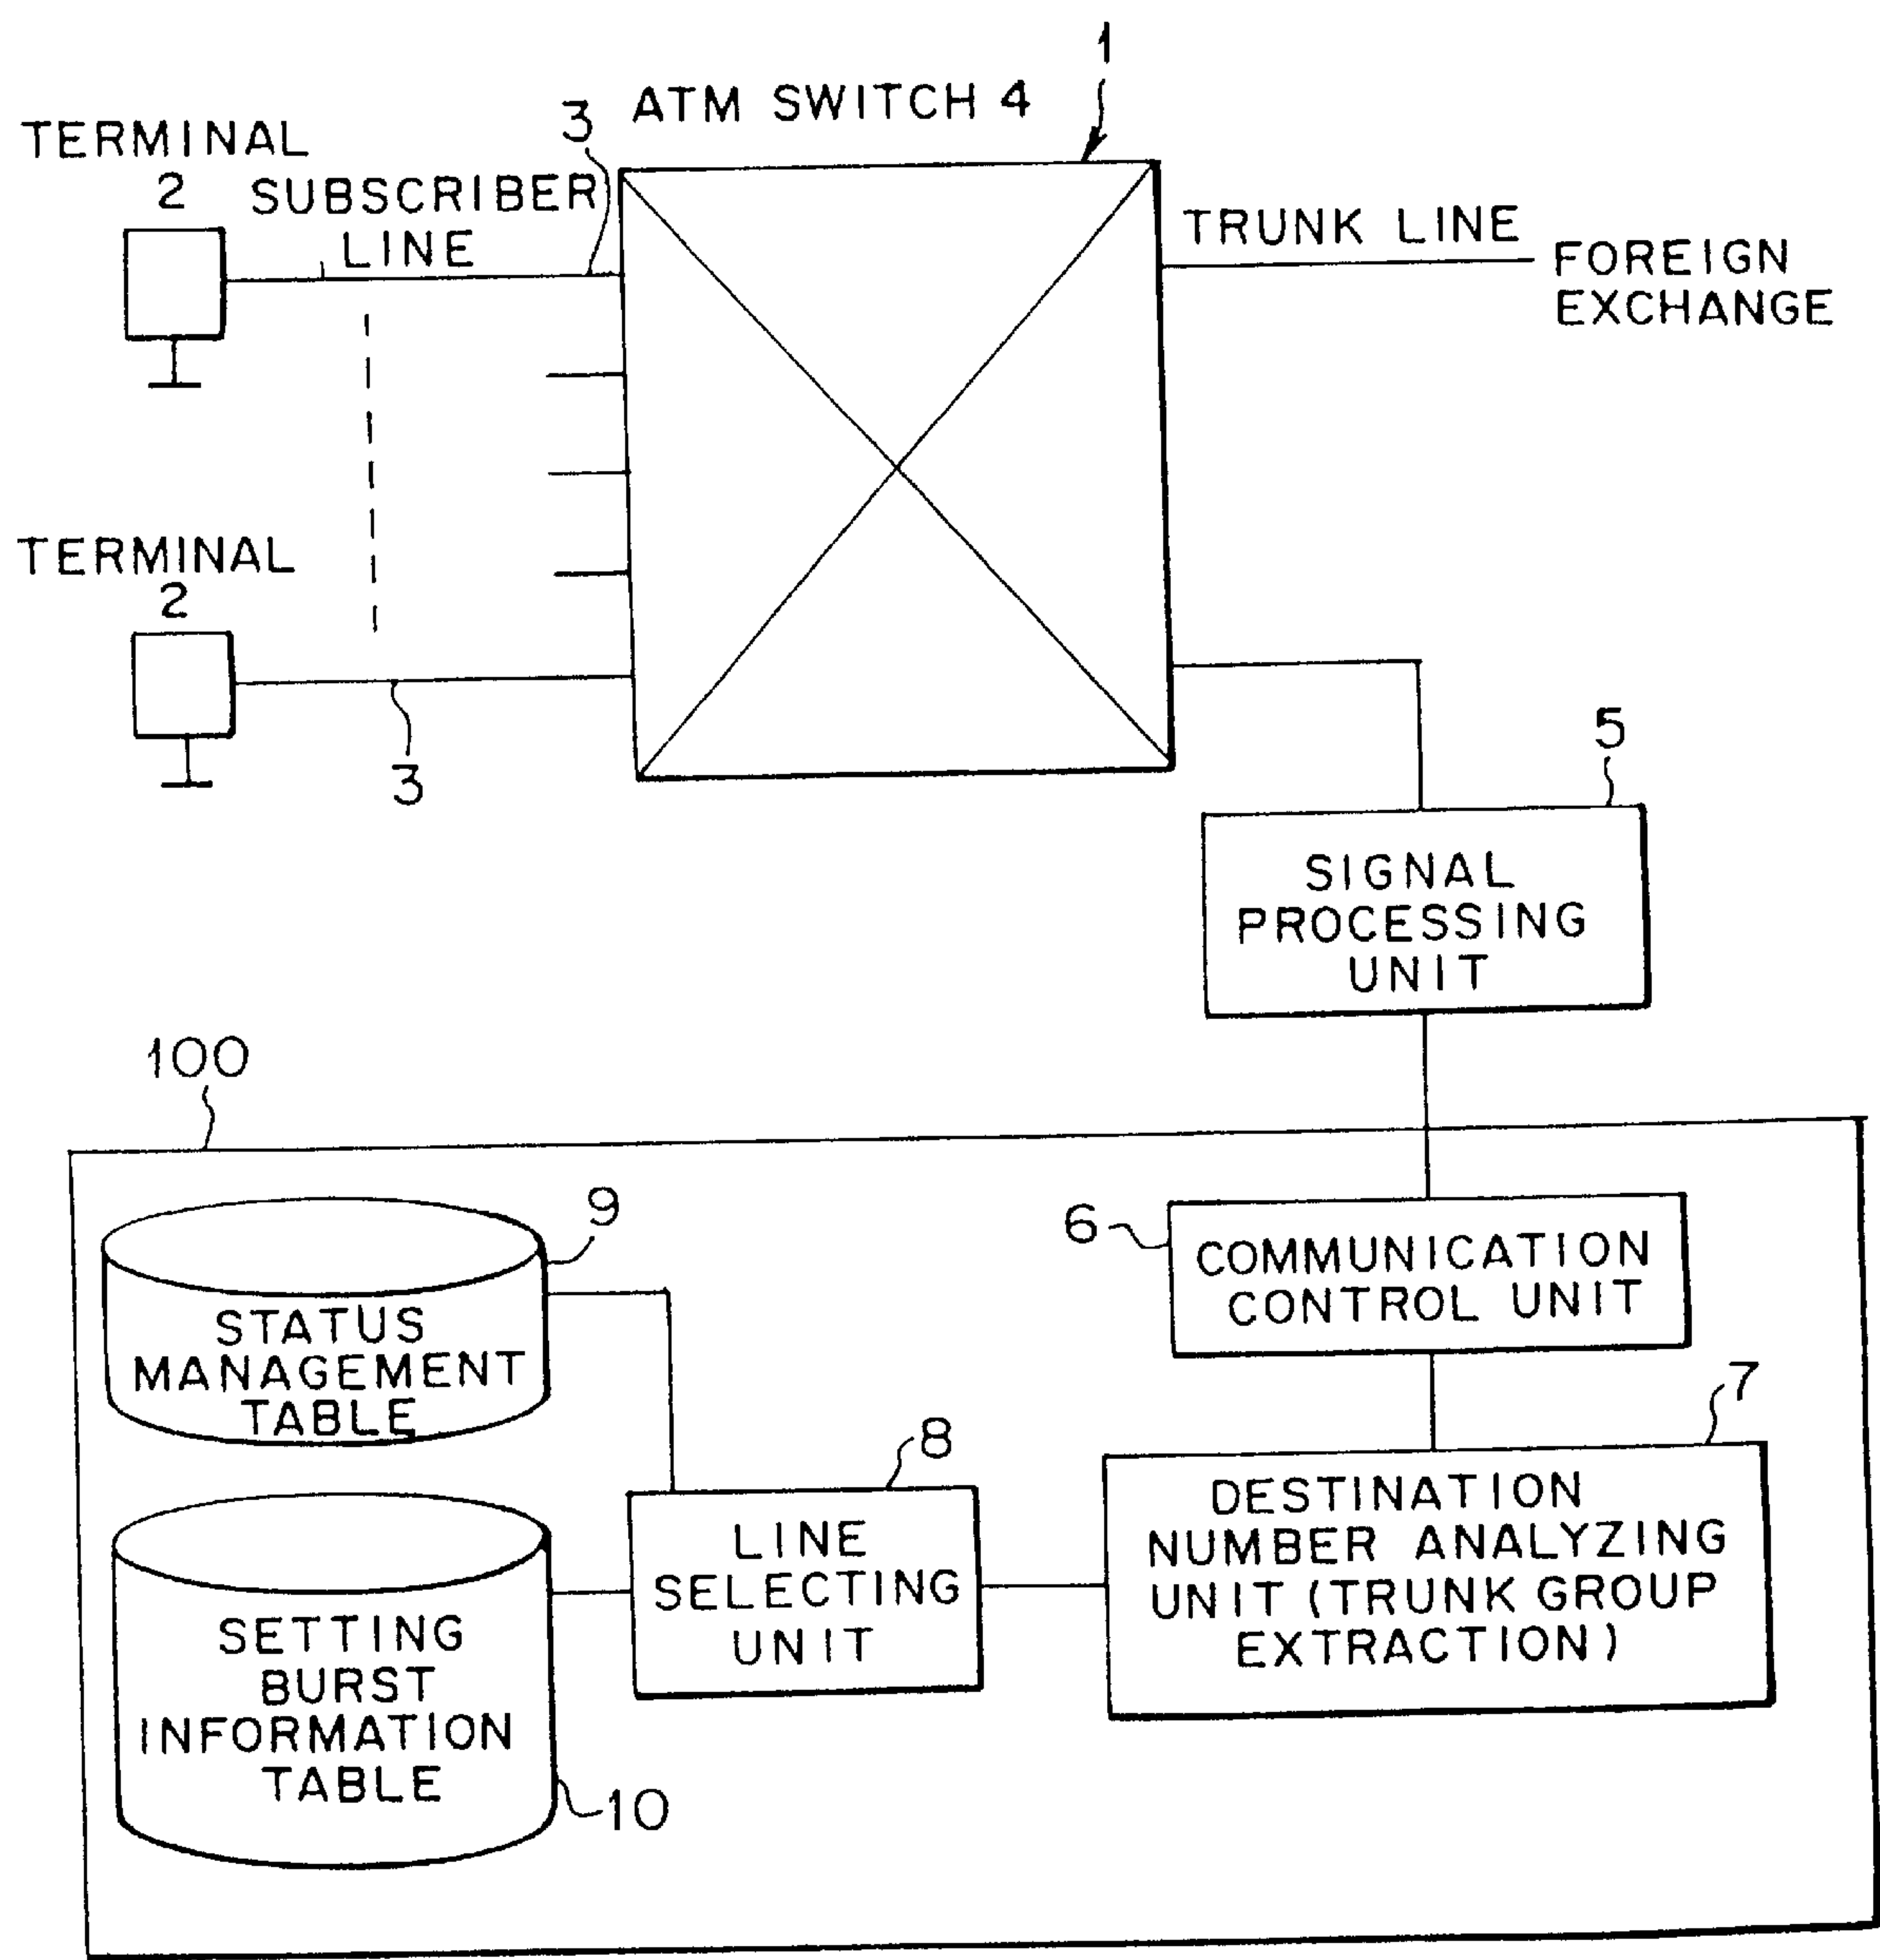 1
ATM SWITCH 4
3
TERMINAL
2
SUBSCRIBER
LINE
TRUNK LINE
FOREIGN
EXCHANGE
TERMINAL
2
3
5
SIGNAL
PROCESSING
UNIT
100
9
STATUS
MANAGEMENT
TABLE
6
COMMUNICATION
CONTROL UNIT
7
8
DESTINATION
NUMBER ANALYZING
UNIT (TRUNK GROUP
EXTRACTION)
LINE
SELECTING
UNIT
SETTING
BURST
INFORMATION
TABLE
10